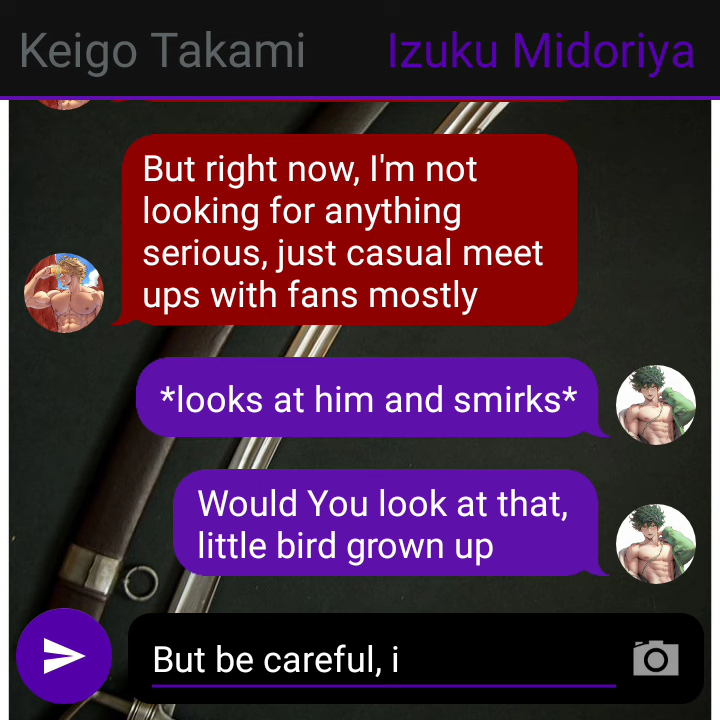 Keigo Takami Izuku Midoriya
But right now, I'm not
looking for anything
serious, just casual meet
ups with fans mostly
*looks at him and smirks*
Would You look at that,
little bird grown up
But be careful, i